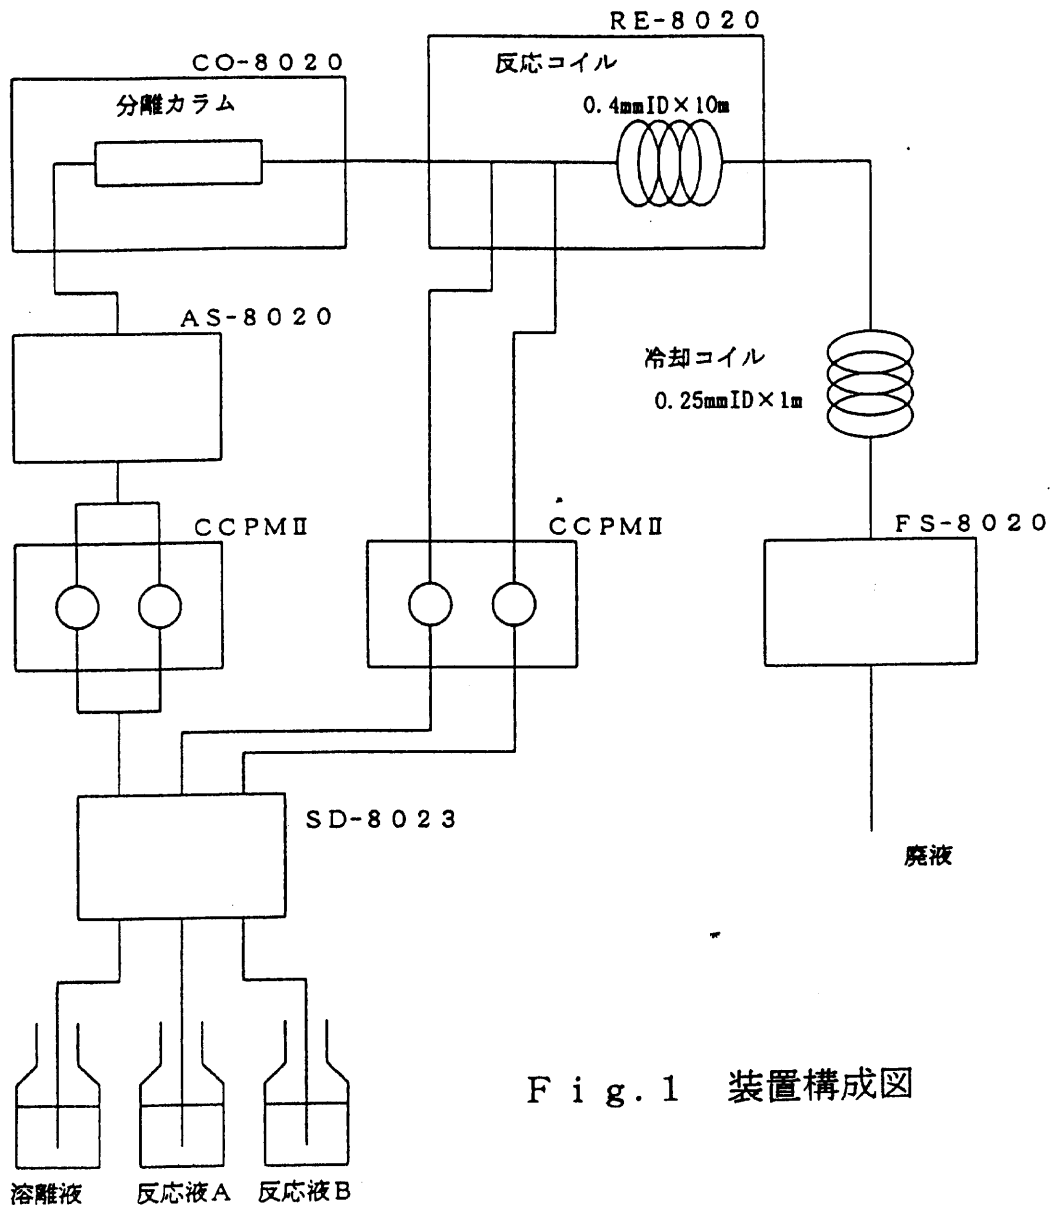 RE-8020
CO-8020
反応コイル
分離カラム
0.4mmID×10m
AS-8020
冷却コイル
0.25mmID×1m
CCPMⅡ
CCPMⅡ
FS-8020
SD-8023
廃液
Fig.1 装置構成図
溶離液
反応液A
反応液B